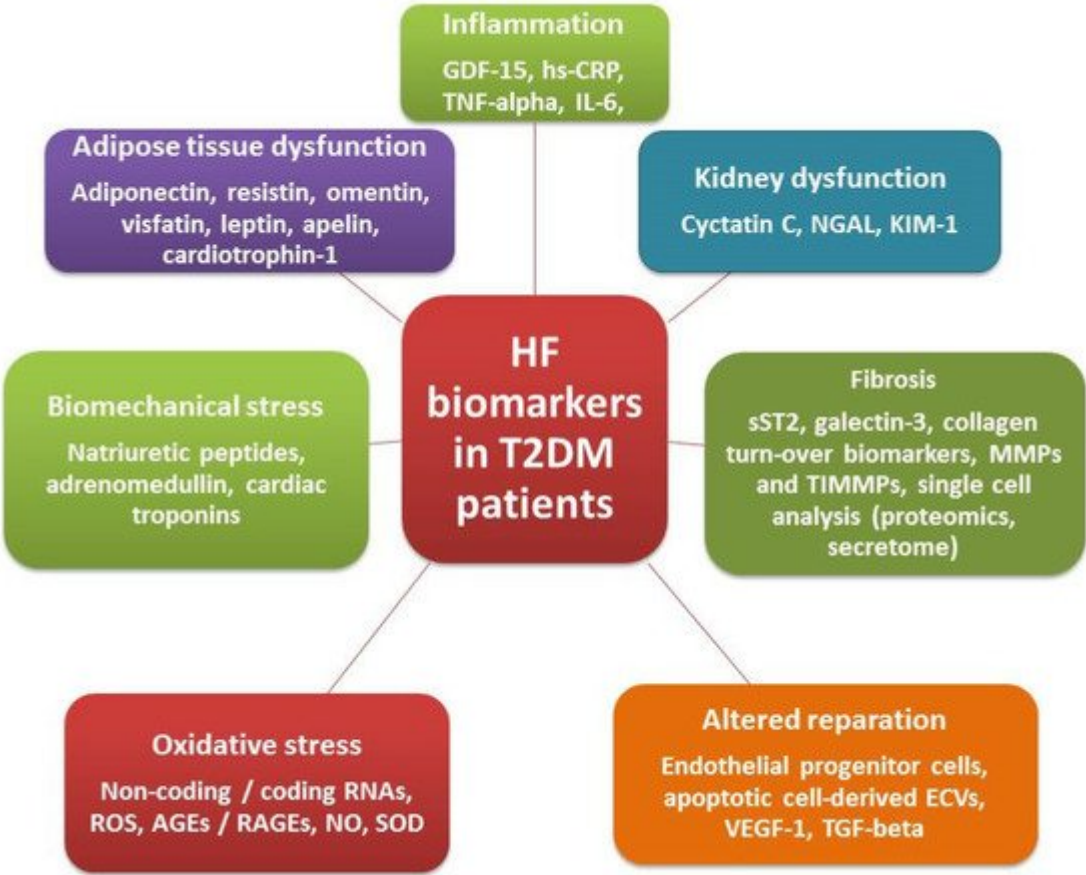 Inflammation
GDF-15, hs-CRP,
TNF-alpha, IL-6,
Adipose tissue dysfunction
Adiponectin, resistin, omentin,
visfatin, leptin, apelin,
cardiotrophin-1
Kidney dysfunction
Cyctatin C, NGAL, KIM-1
HF
biomarkers
in T2DM
patients
Biomechanical stress
Natriuretic peptides,
adrenomedullin, cardiac
troponins
Fibrosis
sST2, galectin-3, collagen
turn-over biomarkers, MMPs
and TIMMPs, single cell
analysis (proteomics,
secretome)
Oxidative stress
Non-coding / coding RNAs,
ROS, AGEs / RAGEs, NO, SOD
Altered reparation
Endothelial progenitor cells,
apoptotic cell-derived ECVs,
VEGF-1, TGF-beta